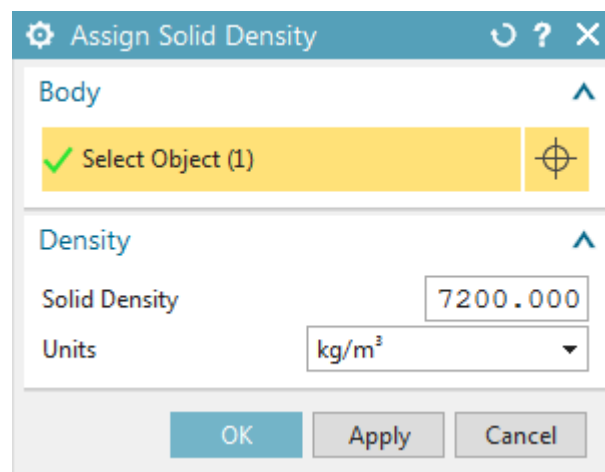 Assign Solid Density
Body
Select Object (1)
Density
Solid Density 7200.000
Units kg/m³
OK Apply Cancel